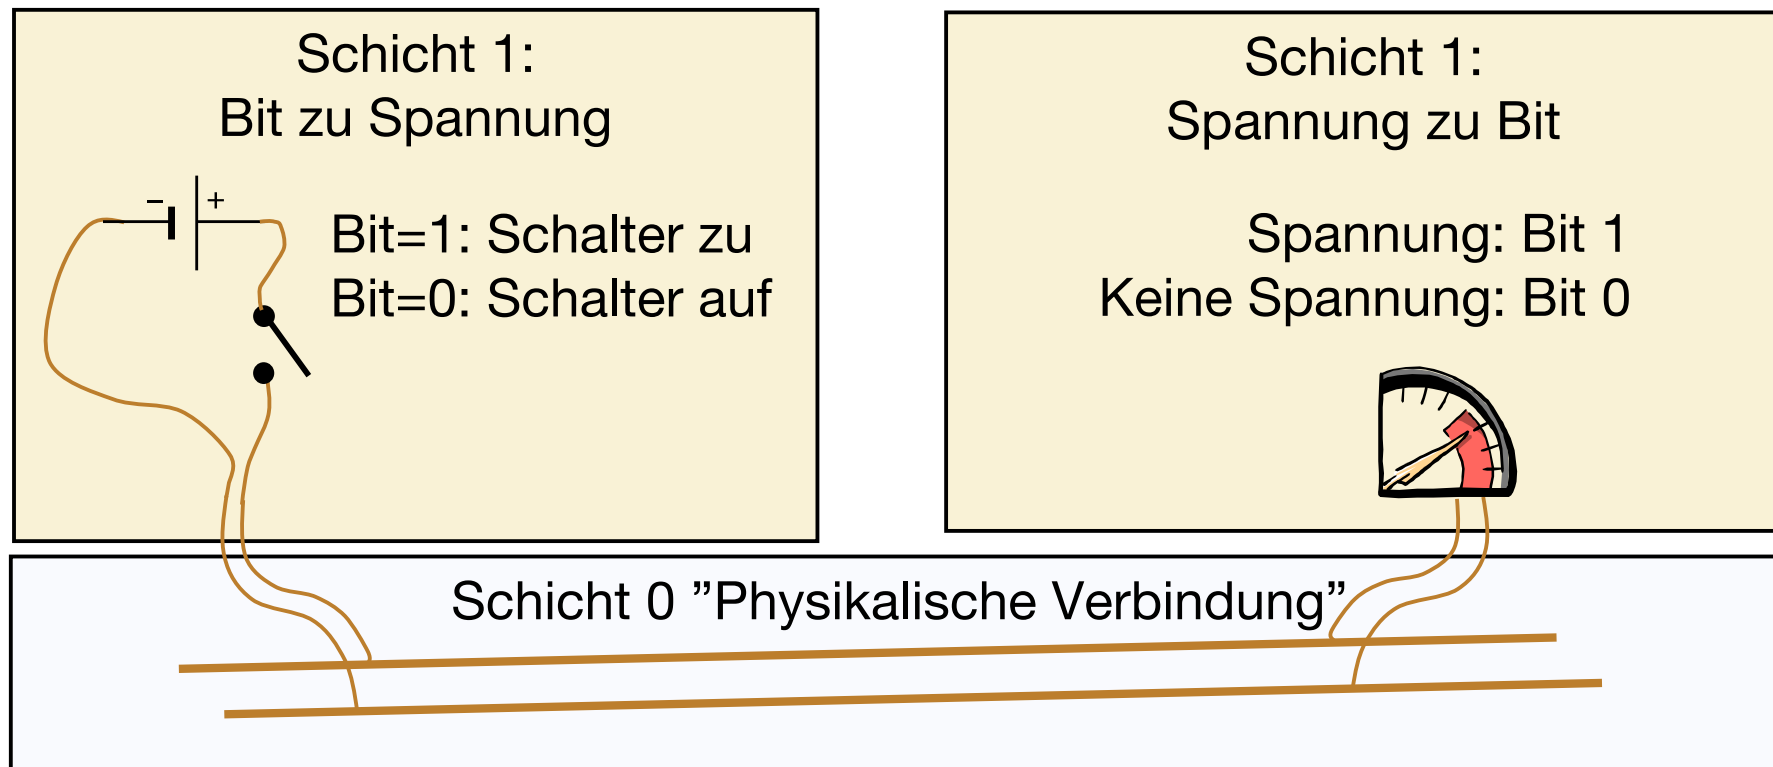 Schicht 1:
Bit zu Spannung
− +
Bit=1: Schalter zu
Bit=0: Schalter auf
Schicht 1:
Spannung zu Bit
Spannung: Bit 1
Keine Spannung: Bit 0
Schicht 0 ”Physikalische Verbindung”